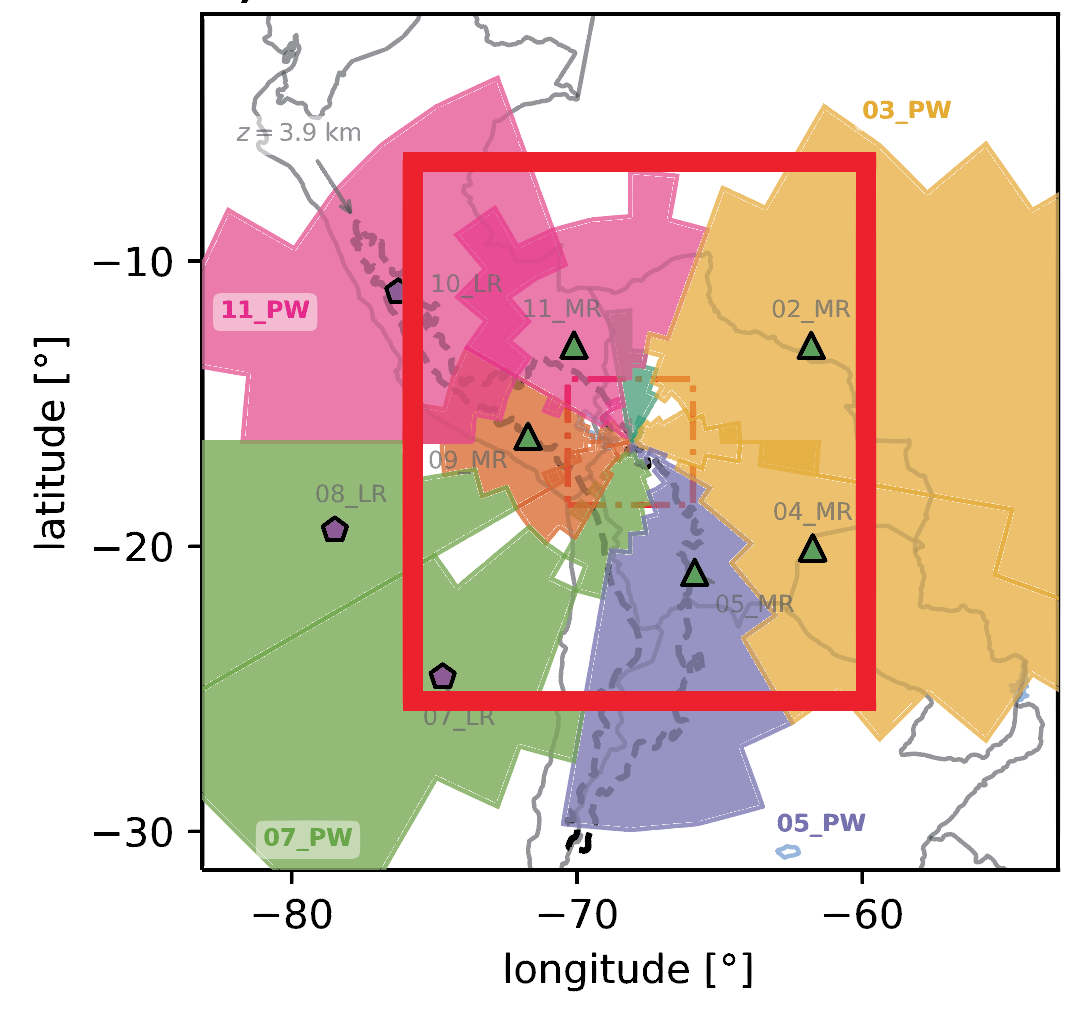 03_PW
z = 3.9 km
−10
10_LR
11_PW
11_MR
02_MR
09_MR
08_LR
04_MR
−20
05_MR
07_LR
−30
07_PW
05_PW
−80
−70
−60
longitude [°]
latitude [°]